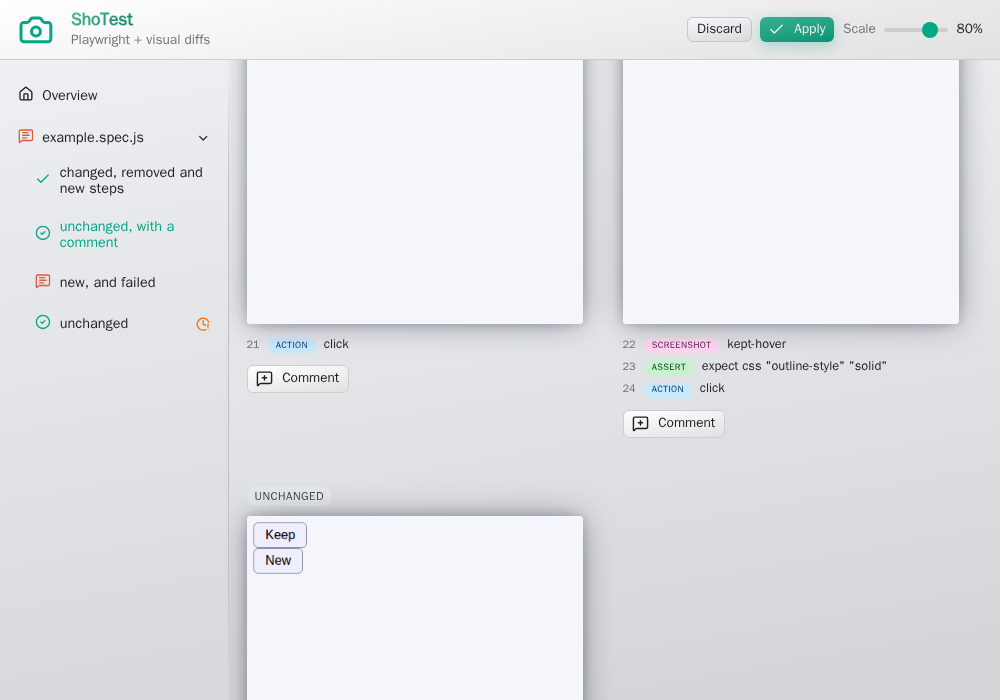 ShoTest
Playwright + visual diffs
Discard
Apply
Scale
80%
Overview
example.spec.js
changed, removed and
new steps
unchanged, with a
comment
new, and failed
unchanged
21 ACTION click
Comment
22 SCREENSHOT kept-hover
23 ASSERT expect css "outline-style" "solid"
24 ACTION click
Comment
UNCHANGED
Keep
New